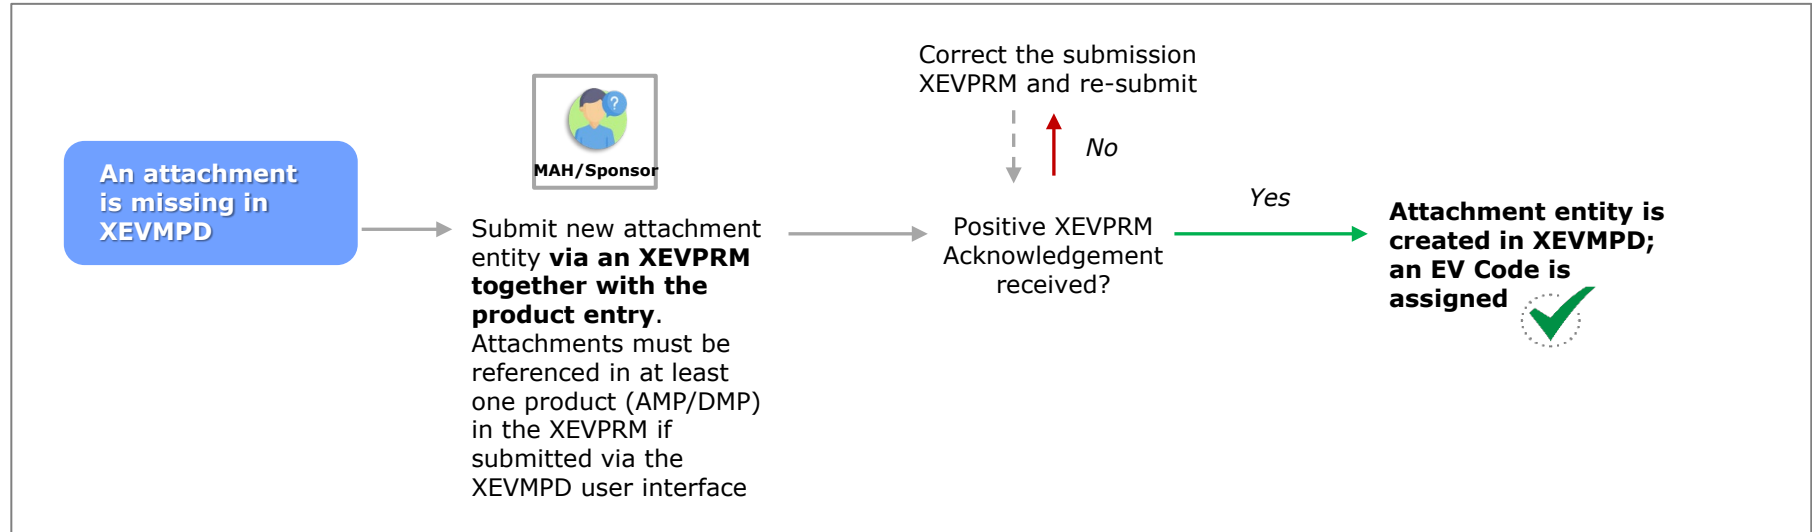 An attachment
is missing in
XEVMPD
MAH/Sponsor
Submit new attachment
entity via an XEVPRM
together with the
product entry.
Attachments must be
referenced in at least
one product (AMP/DMP)
in the XEVPRM if
submitted via the
XEVMPD user interface
Correct the submission
XEVPRM and re-submit
No
Positive XEVPRM
Acknowledgement
received?
Yes
Attachment entity is
created in XEVMPD;
an EV Code is
assigned
?